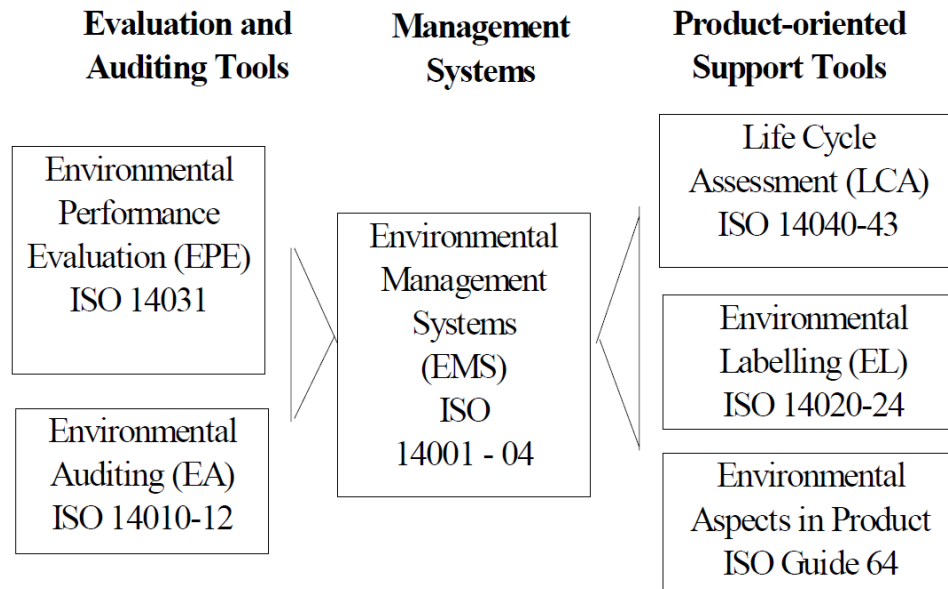 Evaluation and
Auditing Tools
Management
Systems
Product-oriented
Support Tools
Environmental
Performance
Evaluation (EPE)
ISO 14031
Environmental
Auditing (EA)
ISO 14010-12
Environmental
Management
Systems
(EMS)
ISO
14001 - 04
Life Cycle
Assessment (LCA)
ISO 14040-43
Environmental
Labelling (EL)
ISO 14020-24
Environmental
Aspects in Product
ISO Guide 64